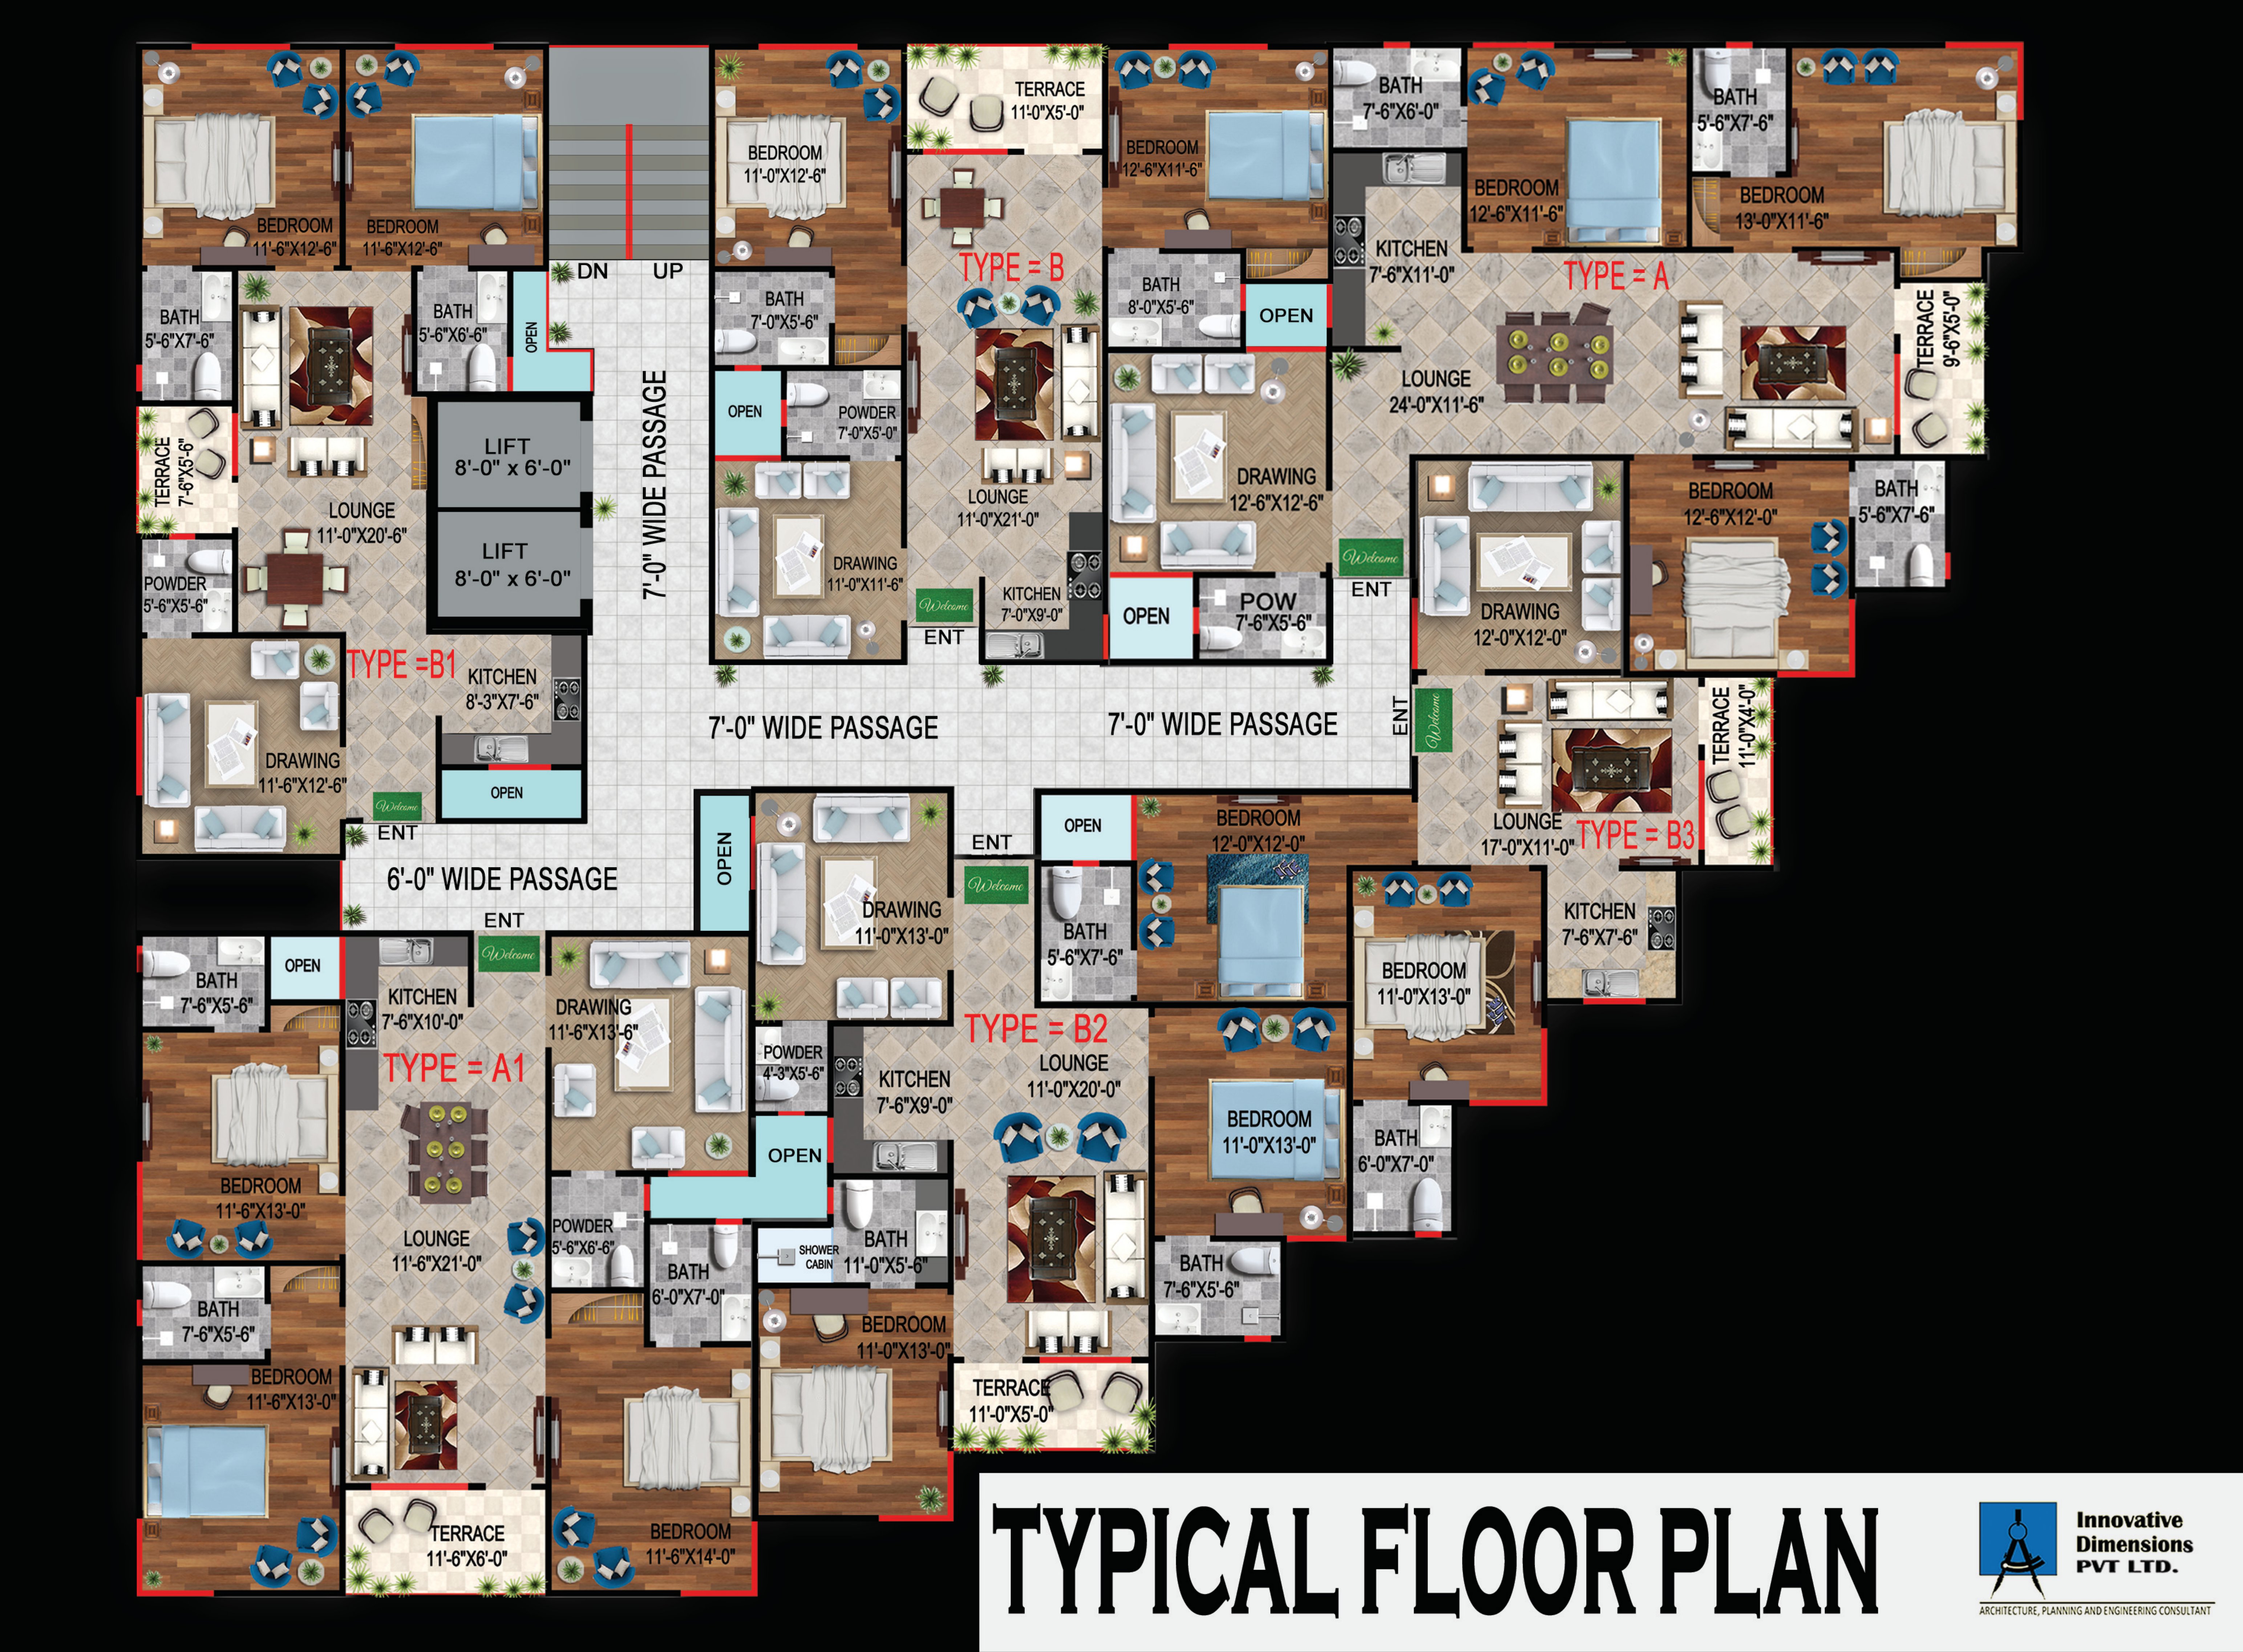 BEDROOM
11'-6"X12'-6"
BEDROOM
11'-6"X12'-6"
BATH
5'-6"X7'-6"
BATH
5'-6"X6'-6"
OPEN
DN
UP
LIFT
8'-0" x 6'-0"
LIFT
8'-0" x 6'-0"
TERRACE
7'-6"X5'-6"
LOUNGE
11'-0"X20'-6"
POWDER
5'-6"X5'-6"
TYPE =B1
KITCHEN
8'-3"X7'-6"
DRAWING
11'-6"X12'-6"
OPEN
Welcome
ENT
7'-0" WIDE PASSAGE
BEDROOM
11'-0"X12'-6"
TERRACE
11'-0"X5'-0"
TYPE = B
BATH
7'-0"X5'-6"
OPEN
POWDER
7'-0"X5'-0"
LOUNGE
11'-0"X21'-0"
DRAWING
11'-0"X11'-6"
KITCHEN
7'-0"X9'-0"
Welcome
ENT
BEDROOM
12'-6"X11'-6"
BATH
8'-0"X5'-6"
OPEN
BATH
7'-6"X6'-0"
BEDROOM
12'-6"X11'-6"
BATH
5'-6"X7'-6"
BEDROOM
13'-0"X11'-6"
KITCHEN
7'-6"X11'-0"
TYPE = A
TERRACE
9'-6"X5'-0"
LOUNGE
24'-0"X11'-6"
DRAWING
12'-6"X12'-6"
Welcome
ENT
OPEN
POW
7'-6"X5'-6"
BEDROOM
12'-6"X12'-0"
BATH
5'-6"X7'-6"
DRAWING
12'-0"X12'-0"
7'-0" WIDE PASSAGE
7'-0" WIDE PASSAGE
ENT
Welcome
TERRACE
11'-0"X4'-0"
LOUNGE
17'-0"X11'-0"
TYPE = B3
KITCHEN
7'-6"X7'-6"
BEDROOM
12'-0"X12'-0"
OPEN
BATH
5'-6"X7'-6"
BEDROOM
11'-0"X13'-0"
BATH
6'-0"X7'-0"
6'-0" WIDE PASSAGE
ENT
Welcome
OPEN
ENT
Welcome
DRAWING
11'-0"X13'-0"
TYPE = B2
LOUNGE
11'-0"X20'-0"
POWDER
4'-3"X5'-6"
KITCHEN
7'-6"X9'-0"
OPEN
BEDROOM
11'-0"X13'-0"
BATH
7'-6"X5'-6"
SHOWER
CABIN
BATH
11'-0"X5'-6"
BEDROOM
11'-0"X13'-0"
TERRACE
11'-0"X5'-0"
BATH
7'-6"X5'-6"
OPEN
KITCHEN
7'-6"X10'-0"
DRAWING
11'-6"X13'-6"
TYPE = A1
BEDROOM
11'-6"X13'-0"
LOUNGE
11'-6"X21'-0"
POWDER
5'-6"X6'-6"
BATH
6'-0"X7'-0"
BATH
7'-6"X5'-6"
BEDROOM
11'-6"X13'-0"
TERRACE
11'-6"X6'-0"
BEDROOM
11'-6"X14'-0"
TYPICAL FLOOR PLAN
Innovative
Dimensions
PVT LTD.
ARCHITECTURE, PLANNING AND ENGINEERING CONSULTANT